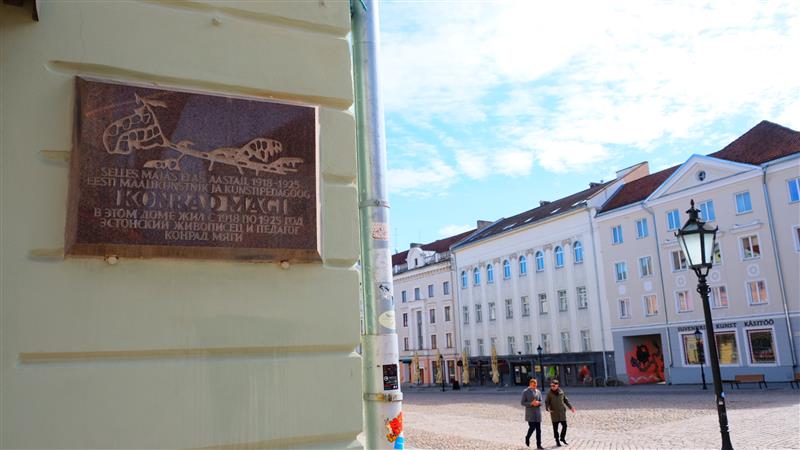 SELLES MAJAS ELAS AASTAIL 1918-1925
EESTI MAALIKUNSTNIK JA KUNSTIPEDAGOOG
KONRAD MÄGI
В ЭТОМ ДОМЕ ЖИЛ С 1918 ПО 1925 ГОД
ЭСТОНСКИЙ ЖИВОПИСЕЦ И ПЕДАГОГ
КОНРАД МЯГИ
SUVENIIRID KUNST KÄSITÖÖ